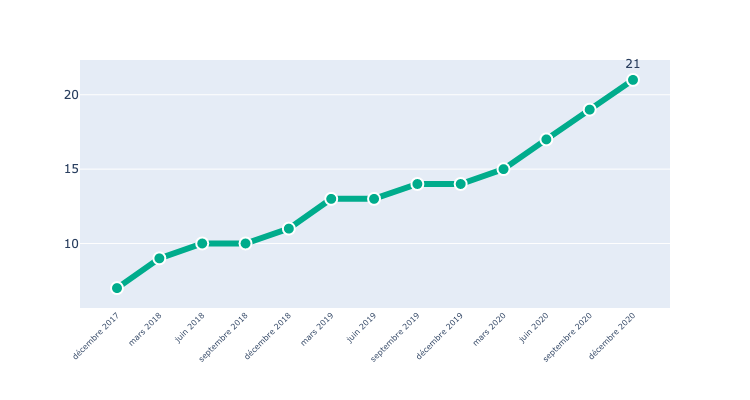 21
20
15
10
décembre 2017
mars 2018
juin 2018
septembre 2018
décembre 2018
mars 2019
juin 2019
septembre 2019
décembre 2019
mars 2020
juin 2020
septembre 2020
décembre 2020